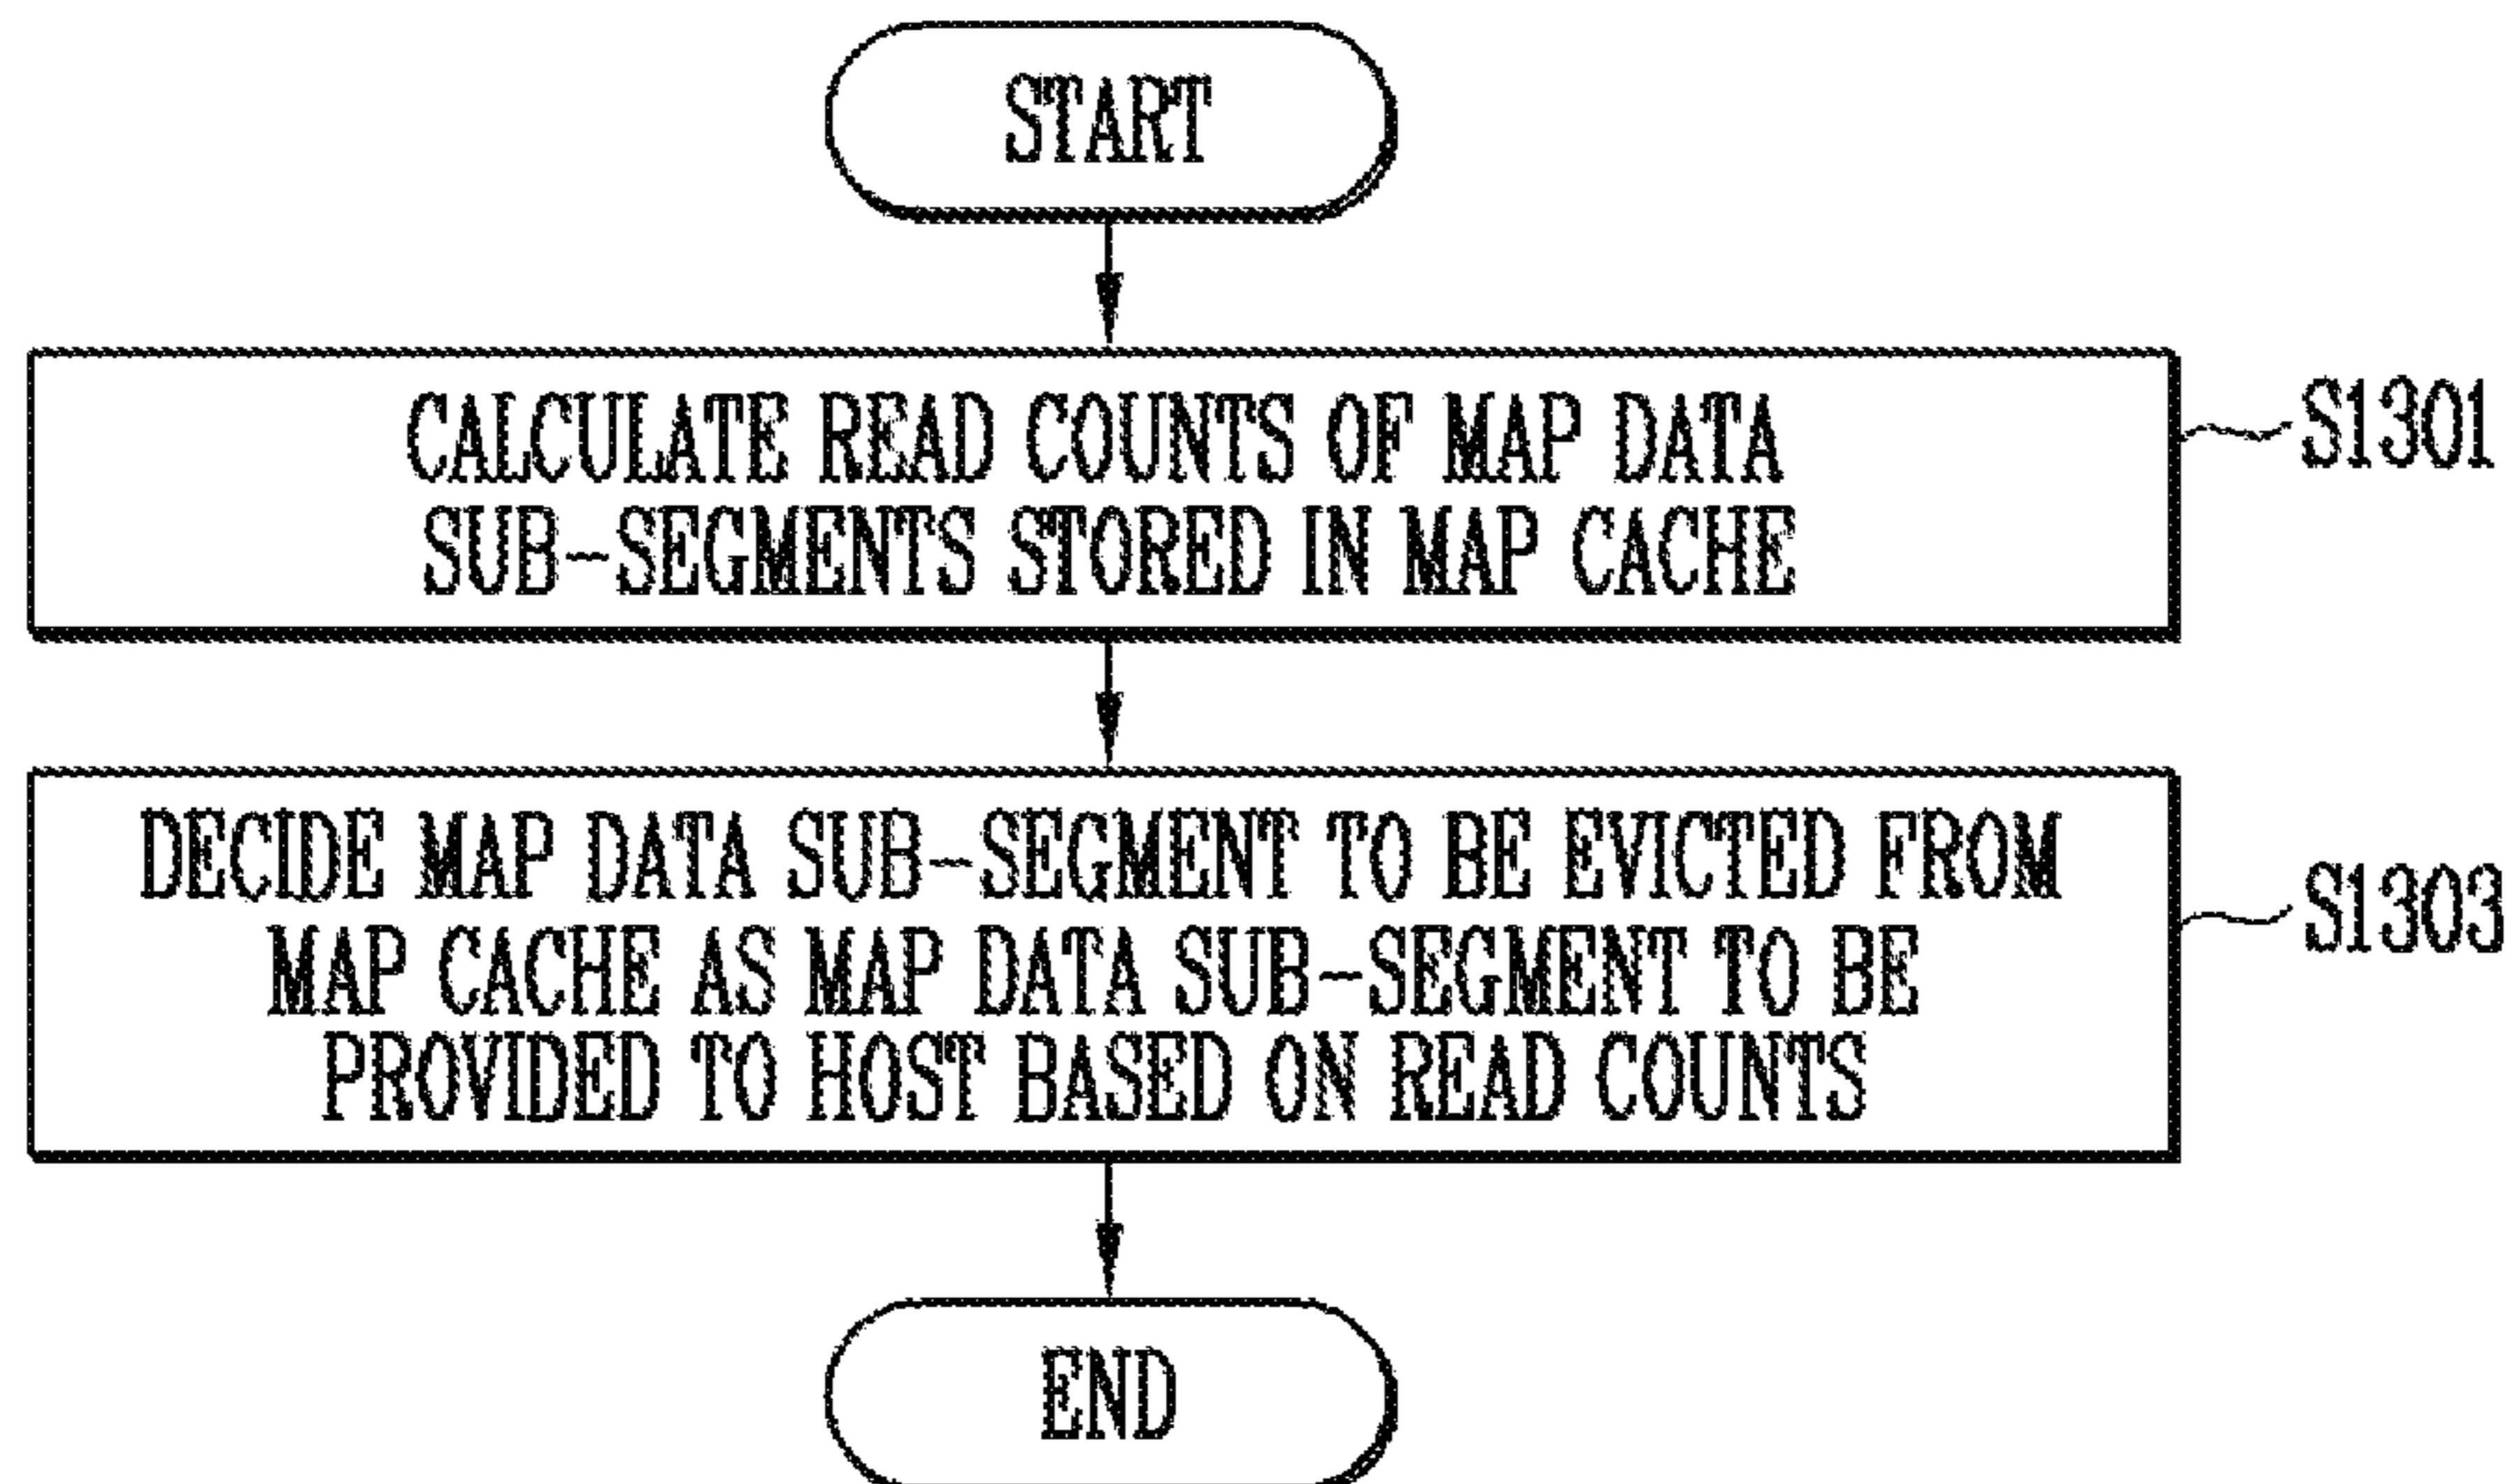 START
CALCULATE READ COUNTS OF MAP DATA
SUB-SEGMENTS STORED IN MAP CACHE
S1301
DECIDE MAP DATA SUB-SEGMENT TO BE EVICTED FROM
MAP CACHE AS MAP DATA SUB-SEGMENT TO BE
PROVIDED TO HOST BASED ON READ COUNTS
S1303
END